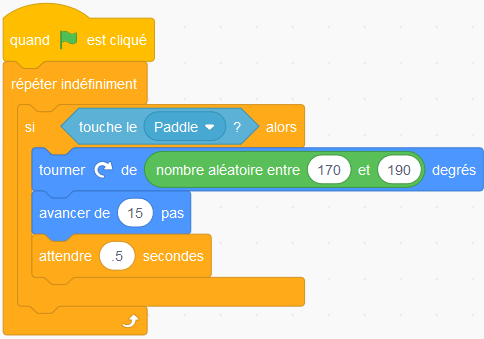 quand est cliqué
répéter indéfiniment
si touche le Paddle ? alors
tourner de nombre aléatoire entre 170 et 190 degrés
avancer de 15 pas
attendre .5 secondes